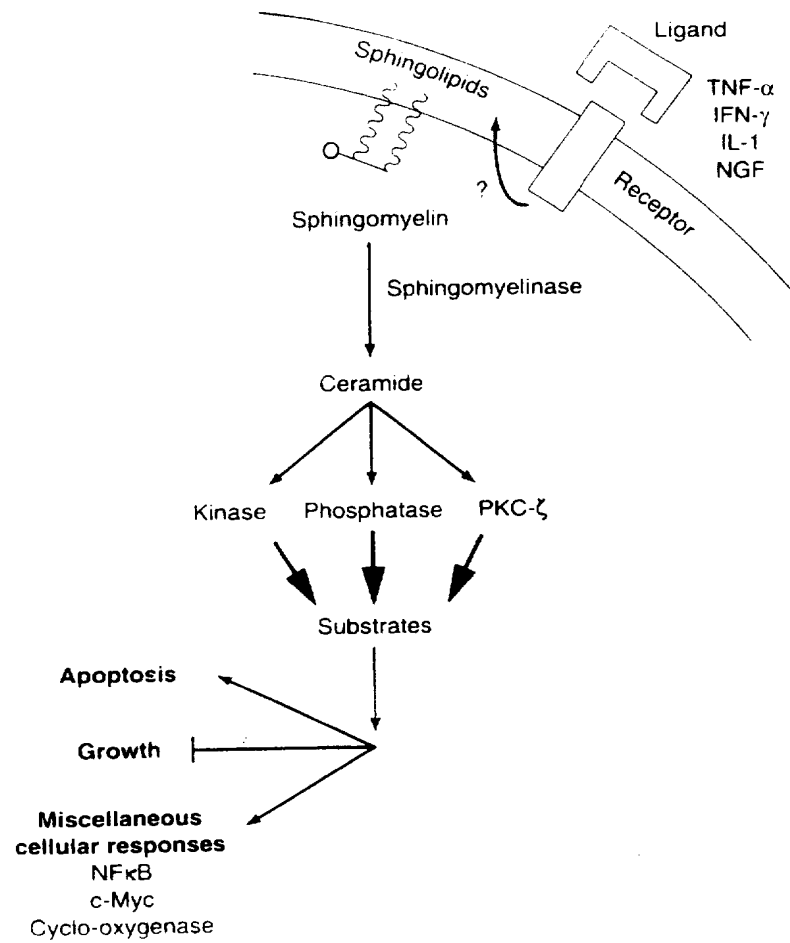 Ligand
Sphingolipids
TNF-α
IFN-γ
IL-1
NGF
?
Receptor
Sphingomyelin
Sphingomyelinase
Ceramide
Kinase Phosphatase PKC-ζ
Substrates
Apoptosis
Growth
Miscellaneous
cellular responses
NFκB
c-Myc
Cyclo-oxygenase